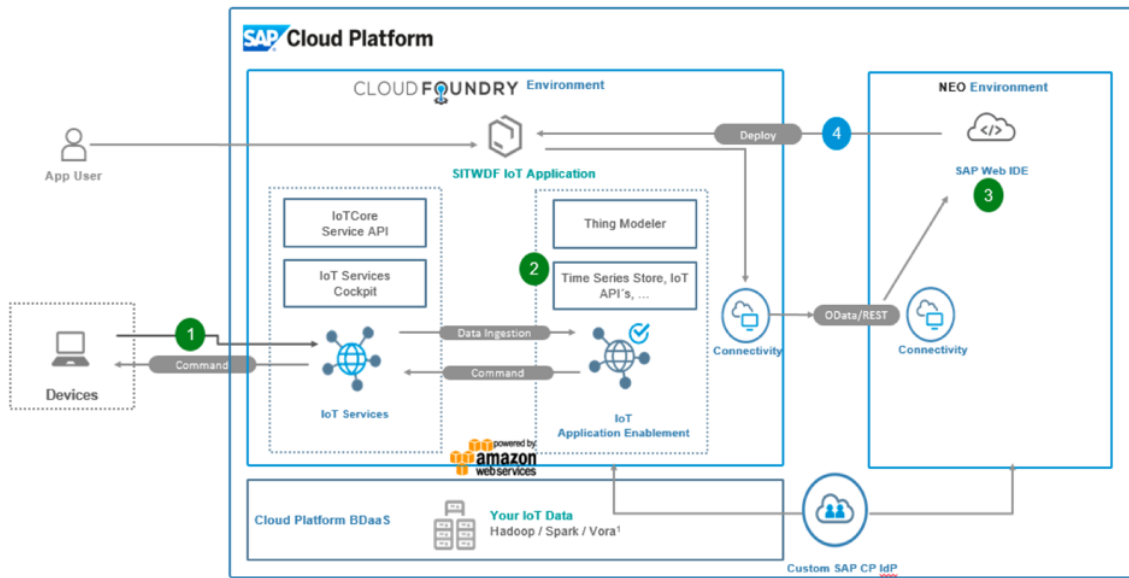 SAP Cloud Platform
CLOUD FOUNDRY Environment
NEO Environment
Deploy
4
App User
SITWDF IoT Application
SAP Web IDE
3
IoTCore
Service API
Thing Modeler
2
IoT Services
Cockpit
Time Series Store, IoT
API´s, ...
1
Data Ingestion
OData/REST
Command
Command
Connectivity
Connectivity
Devices
IoT Services
IoT
Application Enablement
powered by
amazon
webservices
Cloud Platform BDaaS
Your IoT Data
Hadoop / Spark / Vora¹
Custom SAP CP IdP